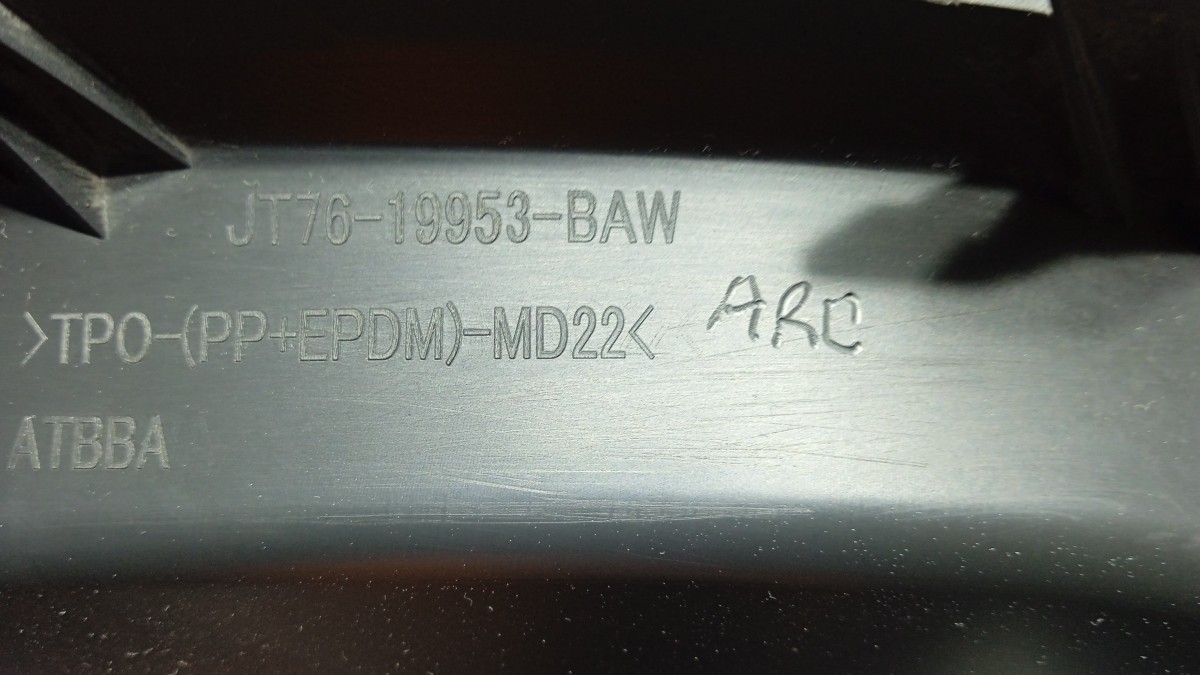 JT76-19953-BAW
>TPO-(PP+EPDM)-MD22< ARC
ATBBA